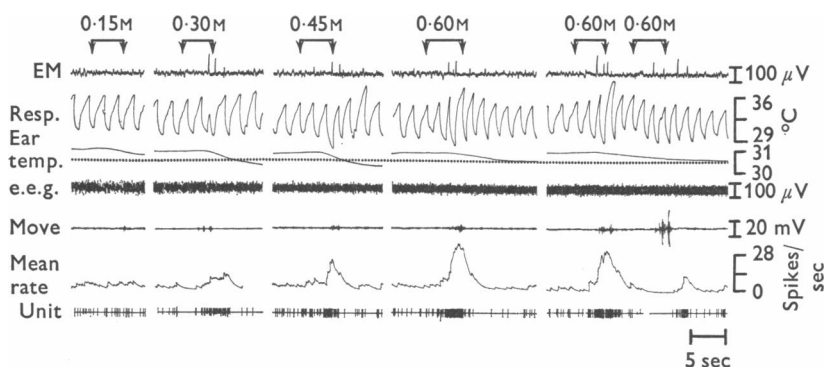 0·15M 0·30M 0·45M 0·60M 0·60M 0·60M
EM 100 μV
Resp. 36
29 °C
Ear temp. 31
30
e.e.g. 100 μV
Move 20 mV
Mean rate 28
0 Spikes/sec
Unit
5 sec